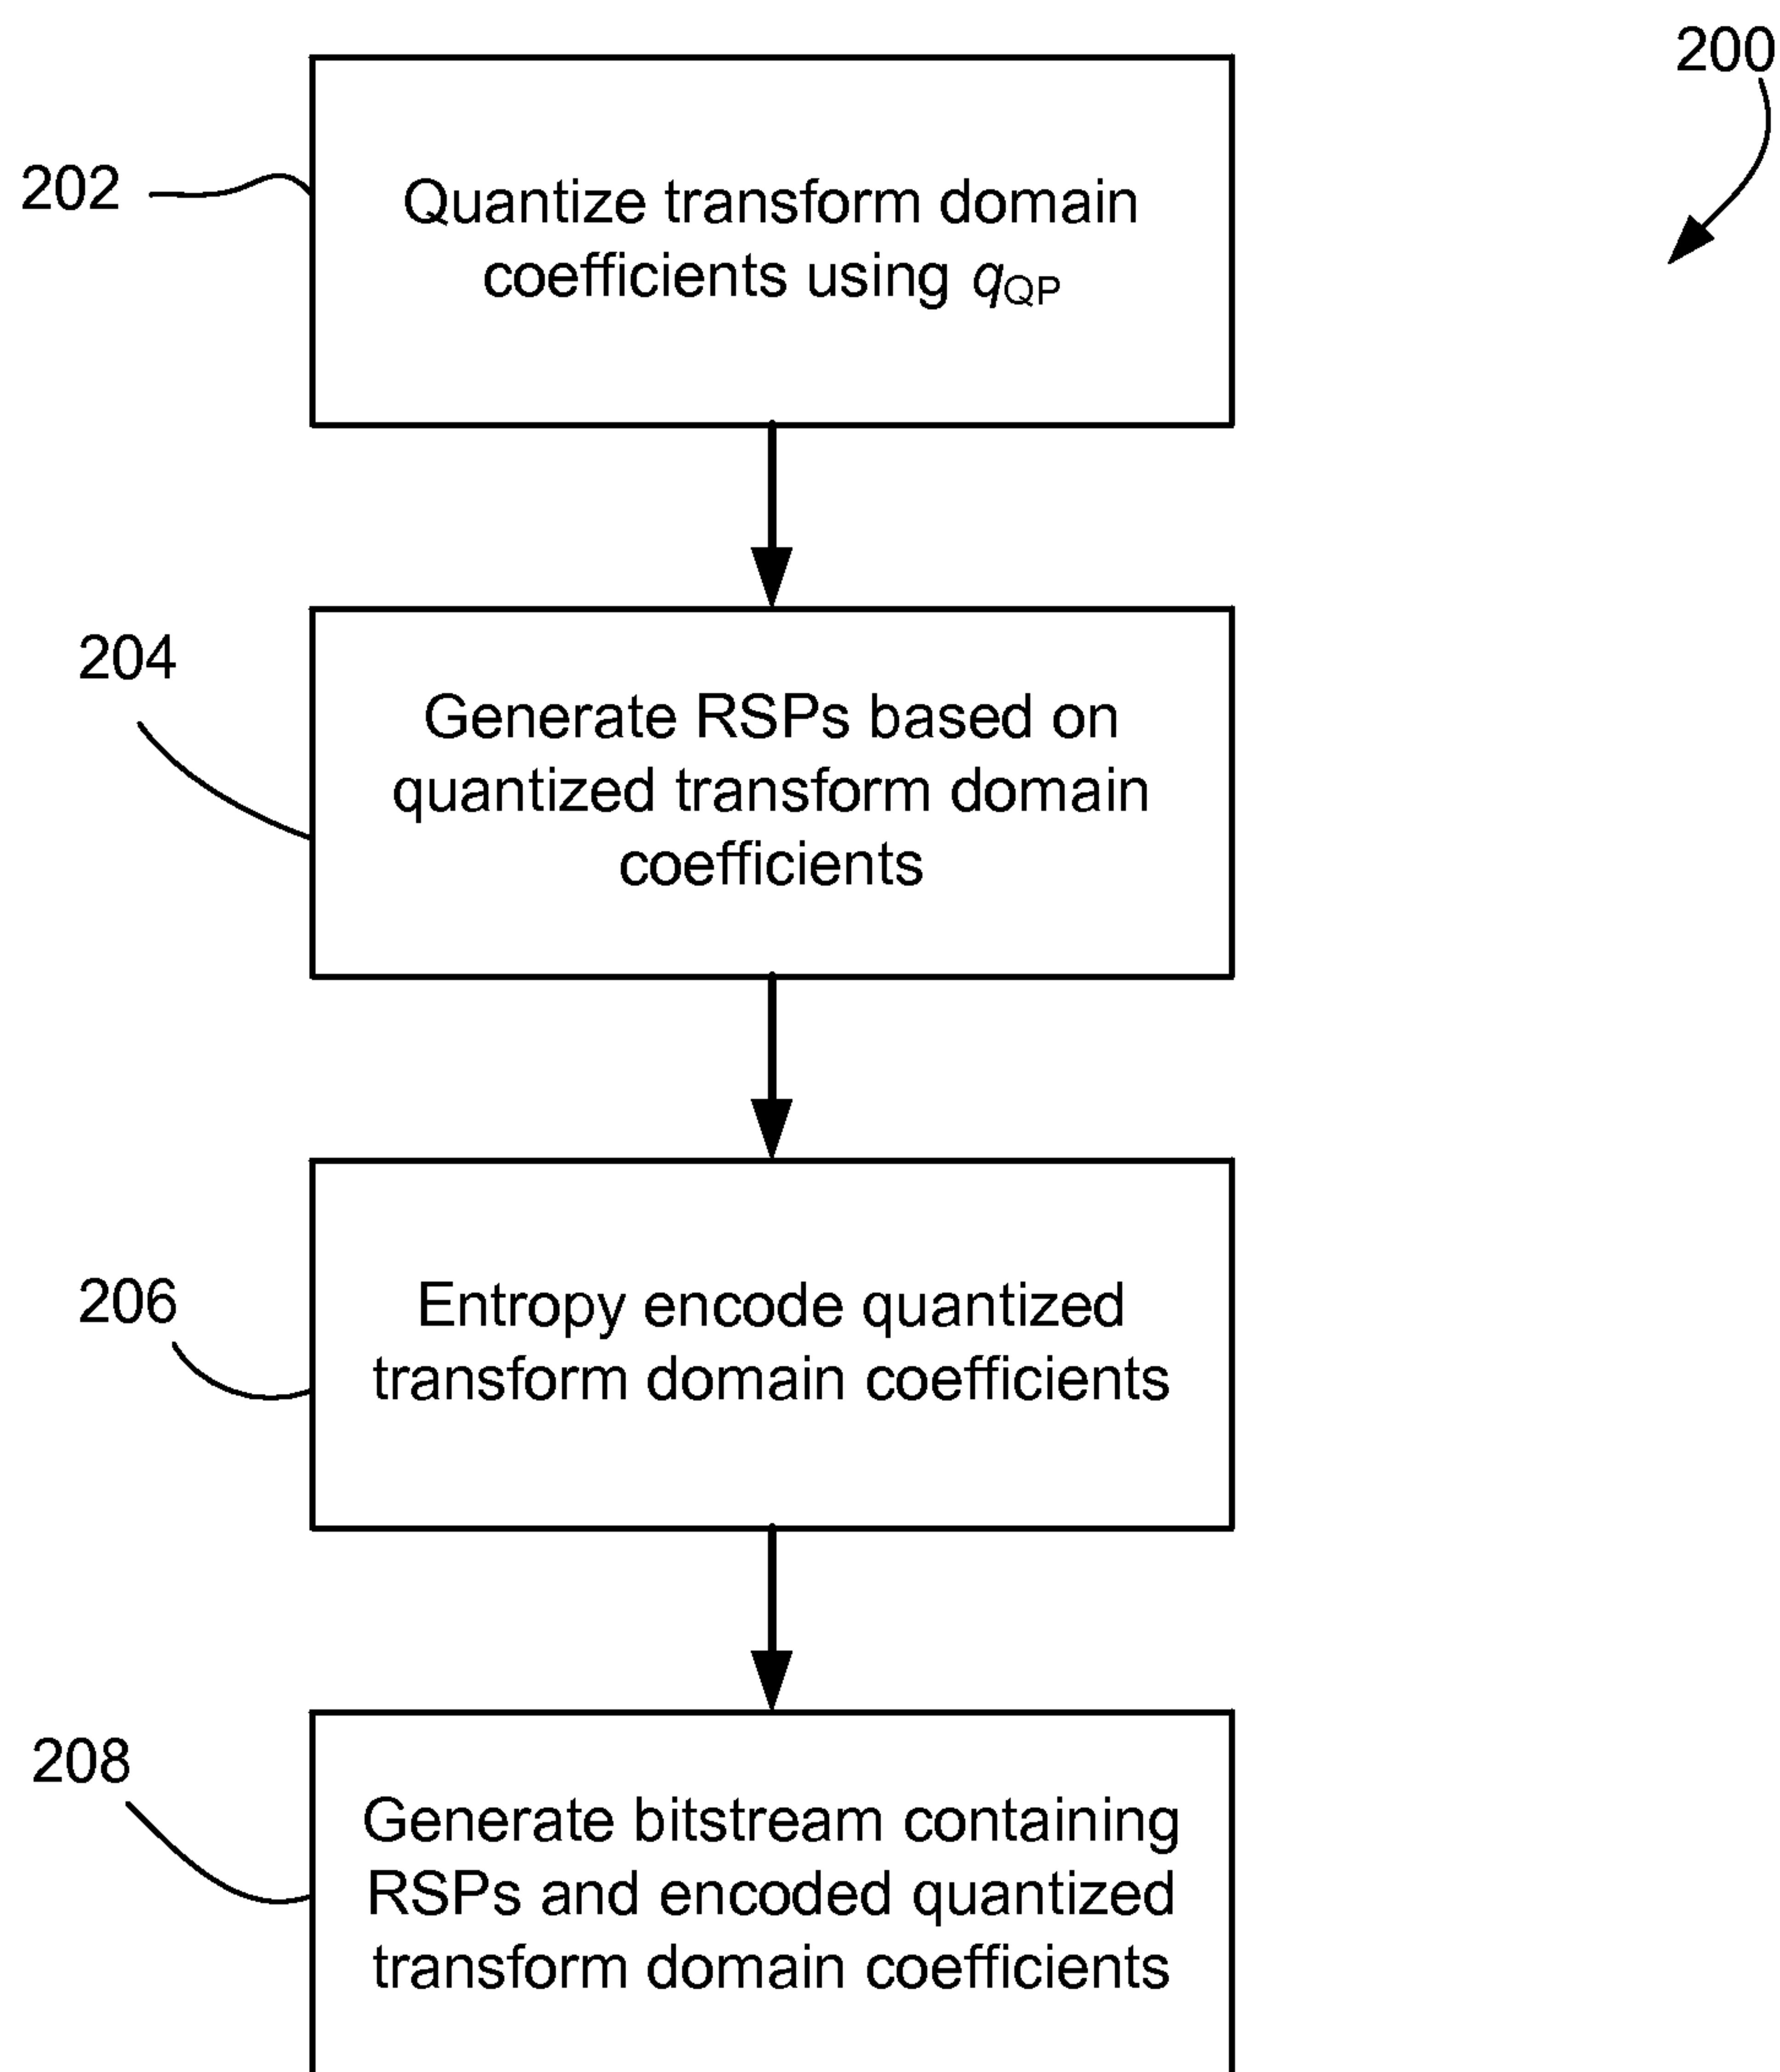 200
202
Quantize transform domain
coefficients using qQP
204
Generate RSPs based on
quantized transform domain
coefficients
206
Entropy encode quantized
transform domain coefficients
208
Generate bitstream containing
RSPs and encoded quantized
transform domain coefficients